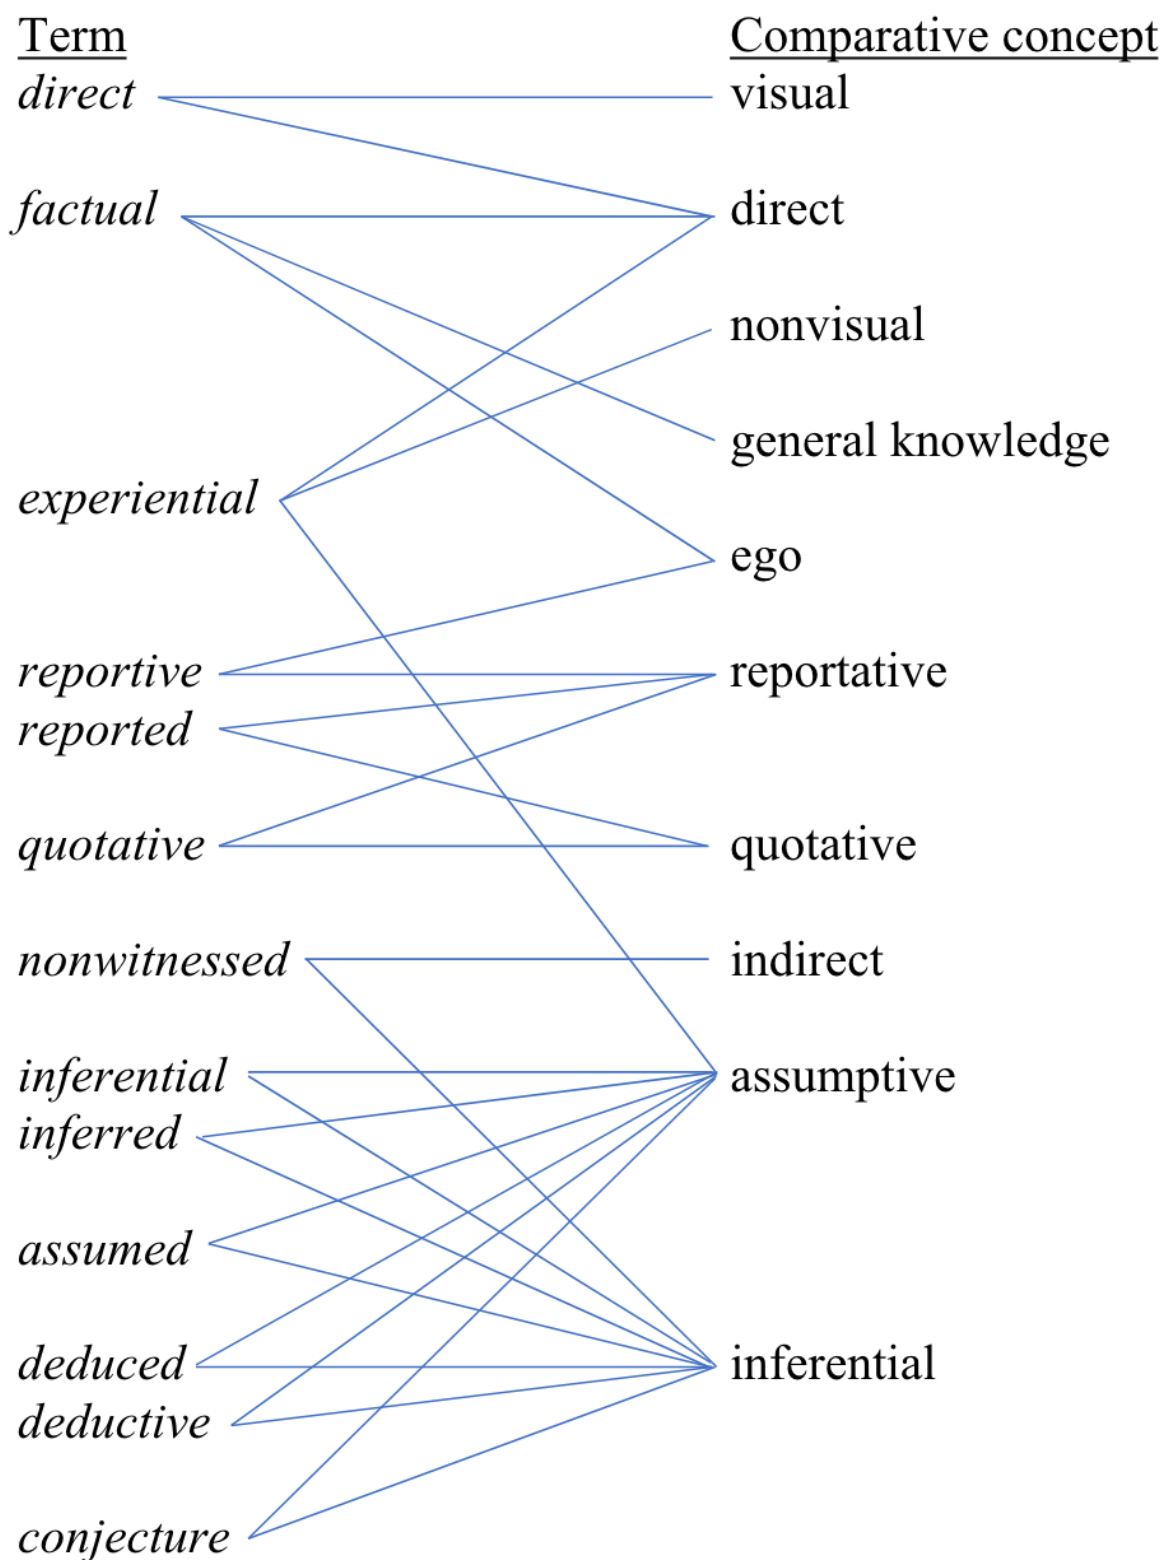 Term Comparative concept
direct visual
factual direct
nonvisual
general knowledge
experiential
ego
reportive reportative
reported
quotative quotative
nonwitnessed indirect
inferential assumptive
inferred
assumed
deduced inferential
deductive
conjecture